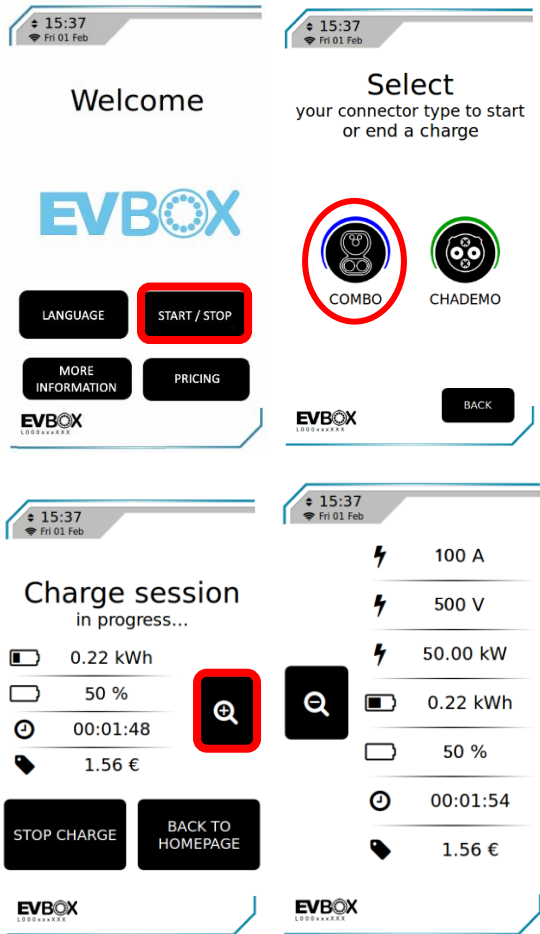 15:37
Fri 01 Feb
Welcome
EVBOX
LANGUAGE
START / STOP
MORE
INFORMATION
PRICING
EVBOX
L000xxxXXX
15:37
Fri 01 Feb
Select
your connector type to start
or end a charge
COMBO
CHADEMO
BACK
EVBOX
L000xxxXXX
15:37
Fri 01 Feb
Charge session
in progress...
0.22 kWh
50 %
00:01:48
1.56 €
STOP CHARGE
BACK TO
HOMEPAGE
EVBOX
L000xxxXXX
15:37
Fri 01 Feb
100 A
500 V
50.00 kW
0.22 kWh
50 %
00:01:54
1.56 €
EVBOX
L000xxxXXX